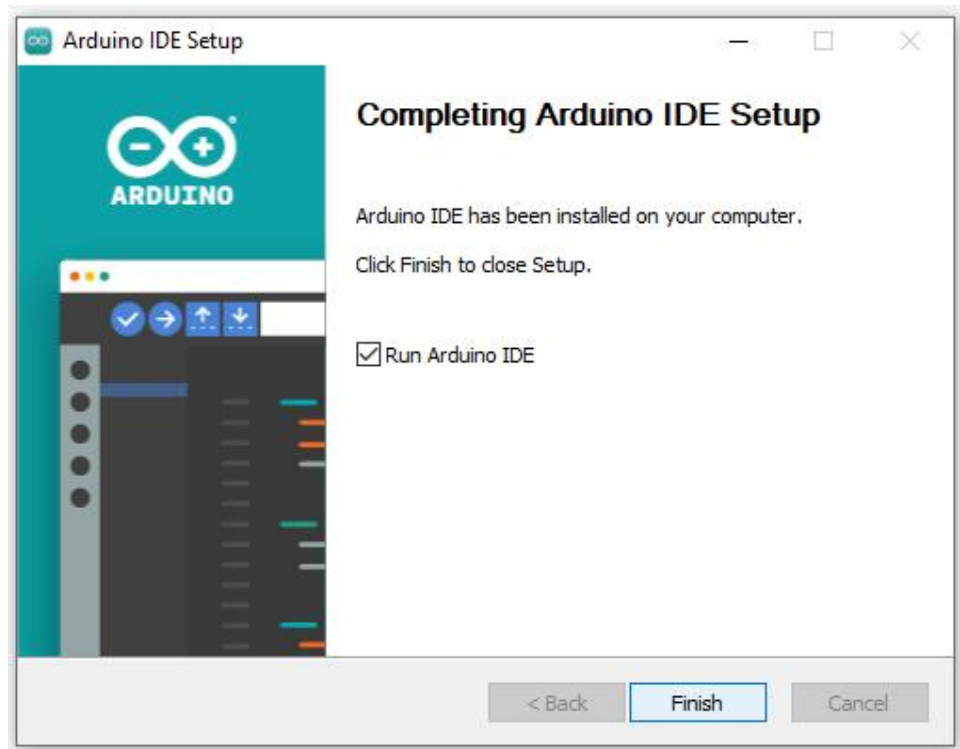 Arduino IDE Setup
ARDUINO
Completing Arduino IDE Setup
Arduino IDE has been installed on your computer.
Click Finish to close Setup.
Run Arduino IDE
< Back
Finish
Cancel